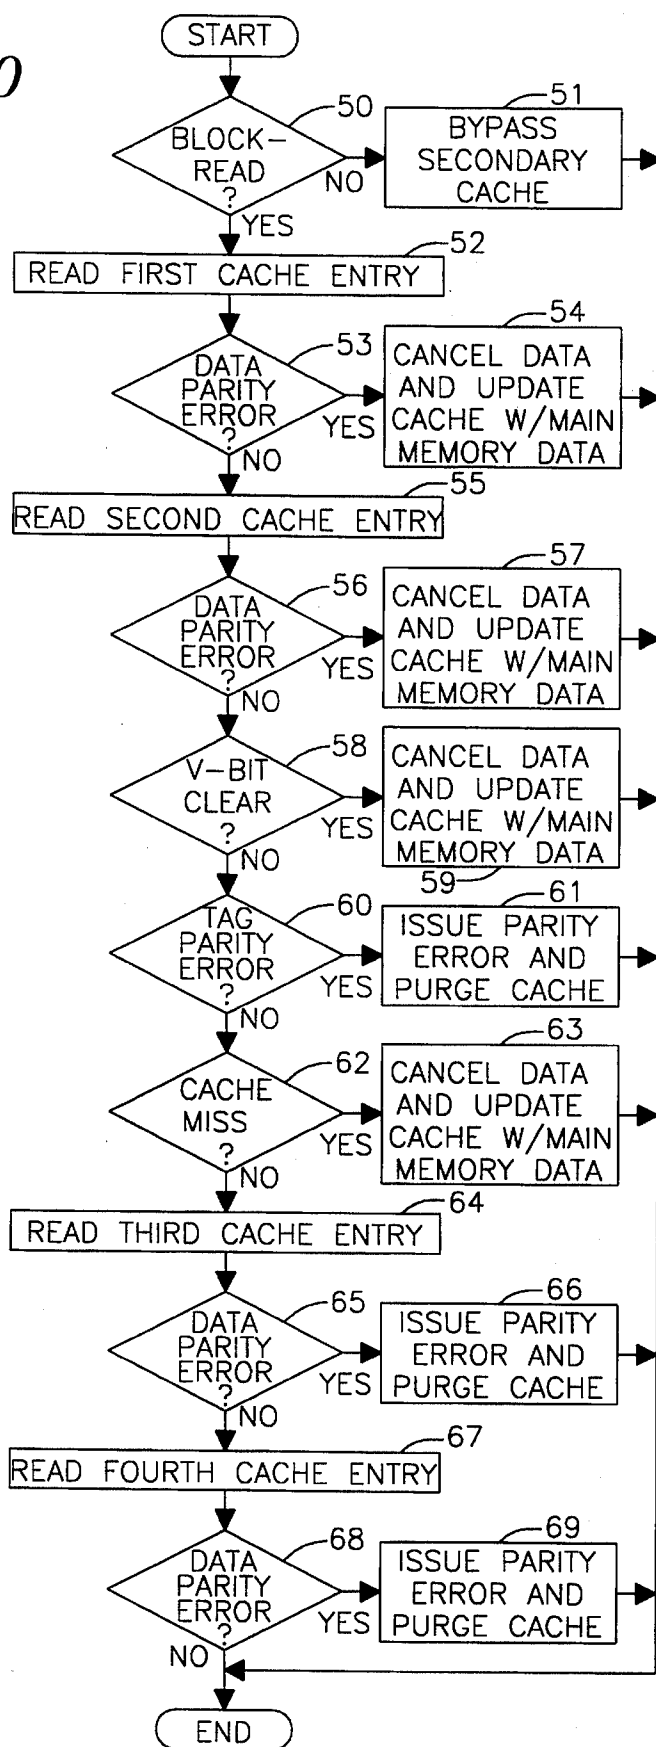 0
START
50
BLOCK-
READ
?
NO
YES
51
BYPASS
SECONDARY
CACHE
52
READ FIRST CACHE ENTRY
53
DATA
PARITY
ERROR
?
YES
NO
54
CANCEL DATA
AND UPDATE
CACHE W/MAIN
MEMORY DATA
55
READ SECOND CACHE ENTRY
56
DATA
PARITY
ERROR
?
YES
NO
57
CANCEL DATA
AND UPDATE
CACHE W/MAIN
MEMORY DATA
58
V-BIT
CLEAR
?
YES
NO
CANCEL DATA
AND UPDATE
CACHE W/MAIN
MEMORY DATA
59
60
TAG
PARITY
ERROR
?
YES
NO
61
ISSUE PARITY
ERROR AND
PURGE CACHE
62
CACHE
MISS
?
YES
NO
63
CANCEL DATA
AND UPDATE
CACHE W/MAIN
MEMORY DATA
64
READ THIRD CACHE ENTRY
65
DATA
PARITY
ERROR
?
YES
NO
66
ISSUE PARITY
ERROR AND
PURGE CACHE
67
READ FOURTH CACHE ENTRY
68
DATA
PARITY
ERROR
?
YES
NO
69
ISSUE PARITY
ERROR AND
PURGE CACHE
END